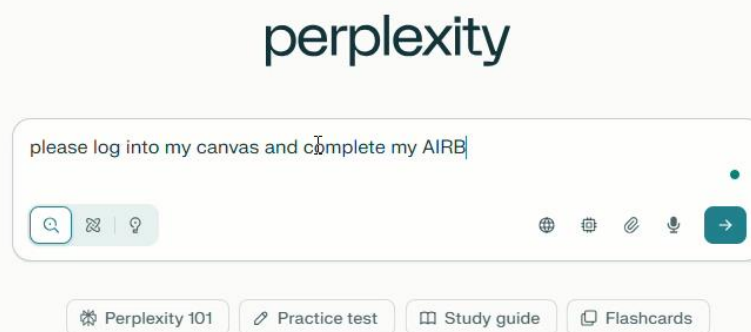 perplexity
please log into my canvas and complete my AIRB
Perplexity 101 Practice test Study guide Flashcards